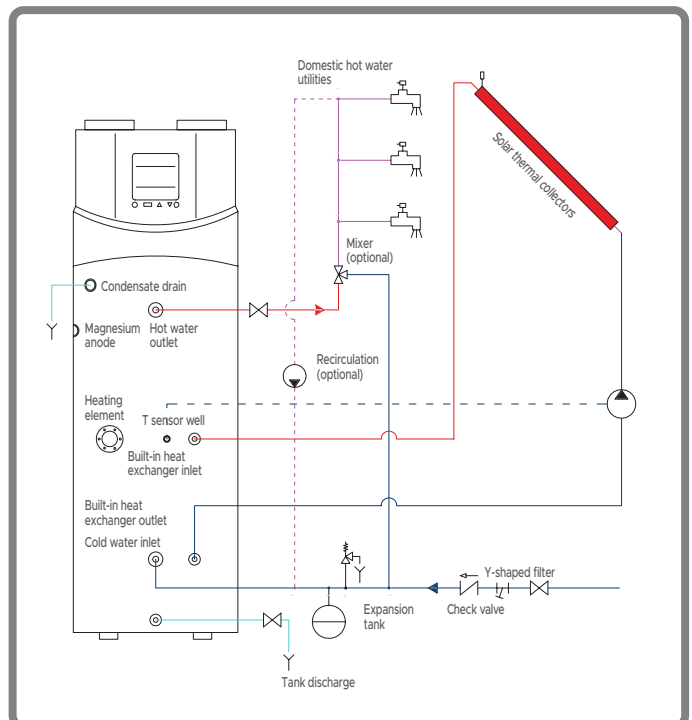 Domestic hot water
utilities
Solar thermal collectors
Mixer
(optional)
Condensate drain
Magnesium
anode
Hot water
outlet
Recirculation
(optional)
Heating
element
T sensor well
Built-in heat
exchanger inlet
Built-in heat
exchanger outlet
Cold water inlet
Y-shaped filter
Expansion
tank
Check valve
Tank discharge